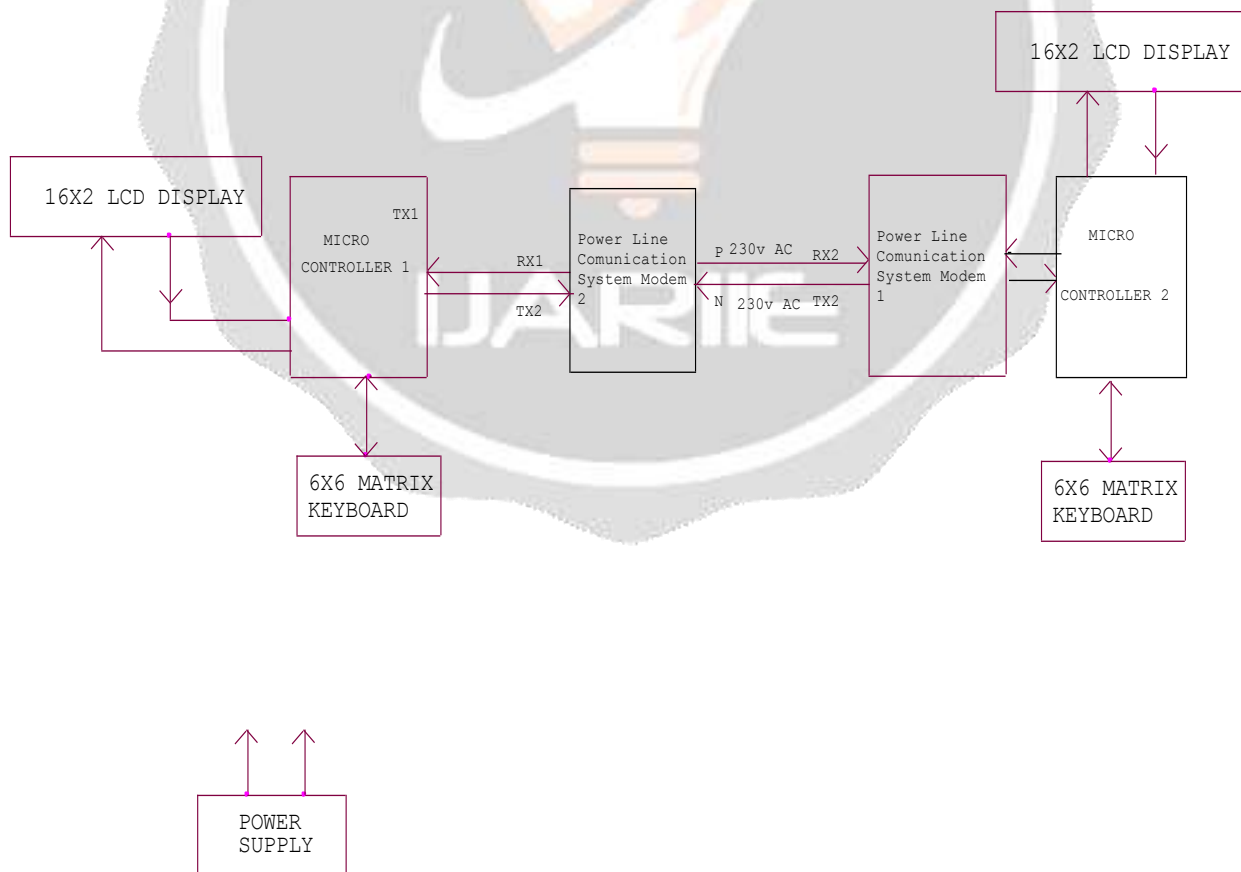 16X2 LCD DISPLAY
16X2 LCD DISPLAY
TX1
MICRO
CONTROLLER 1
RX1
TX2
Power Line
Comunication
System Modem
2
P 230v AC RX2
N 230v AC TX2
Power Line
Comunication
System Modem
1
MICRO
CONTROLLER 2
IJARIIE
6X6 MATRIX
KEYBOARD
6X6 MATRIX
KEYBOARD
POWER
SUPPLY